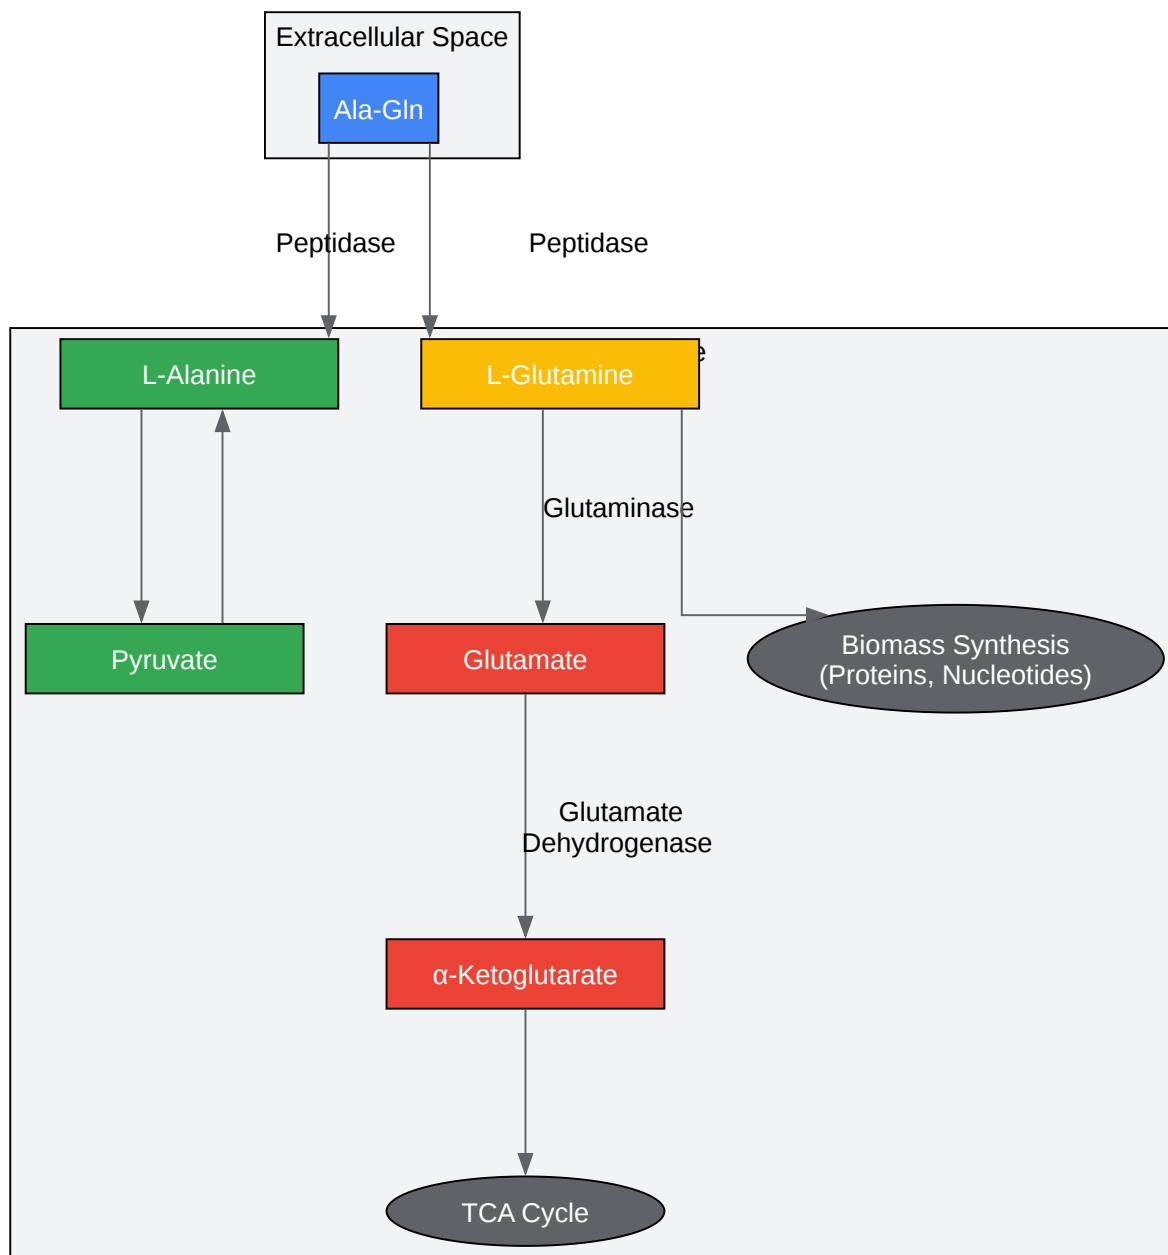 Extracellular Space
Ala-Gln
Peptidase
Peptidase
L-Alanine
L-Glutamine
Glutaminase
Pyruvate
Glutamate
Biomass Synthesis
(Proteins, Nucleotides)
Glutamate
Dehydrogenase
α-Ketoglutarate
TCA Cycle